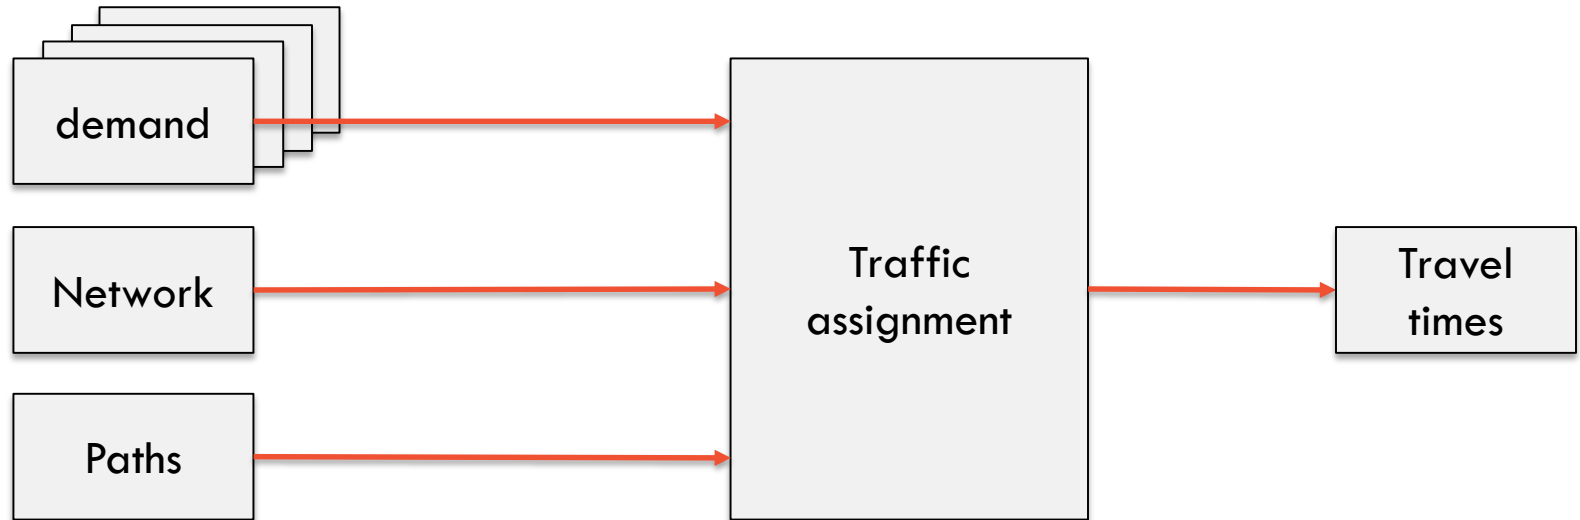 demand
Network
Paths
Traffic
assignment
Travel
times